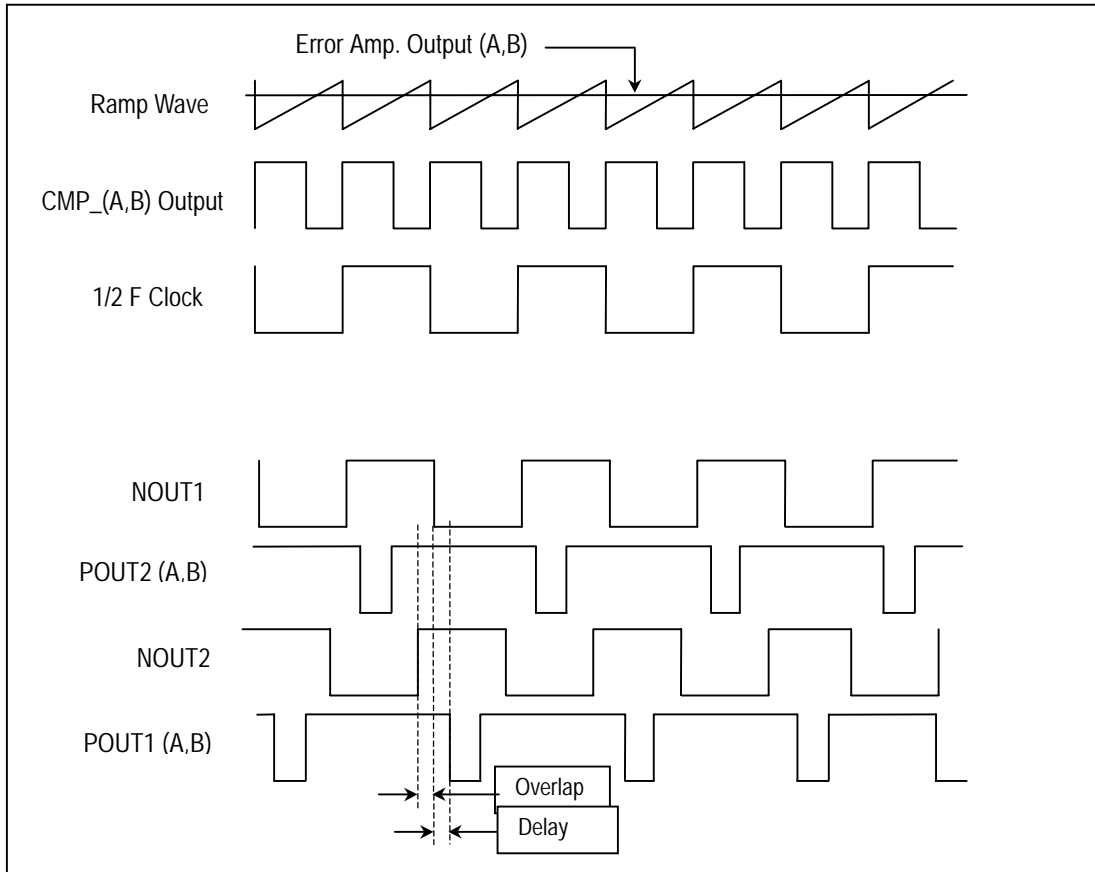 Error Amp. Output (A,B)
Ramp Wave
CMP_(A,B) Output
1/2 F Clock
NOUT1
POUT2 (A,B)
NOUT2
POUT1 (A,B)
Overlap
Delay